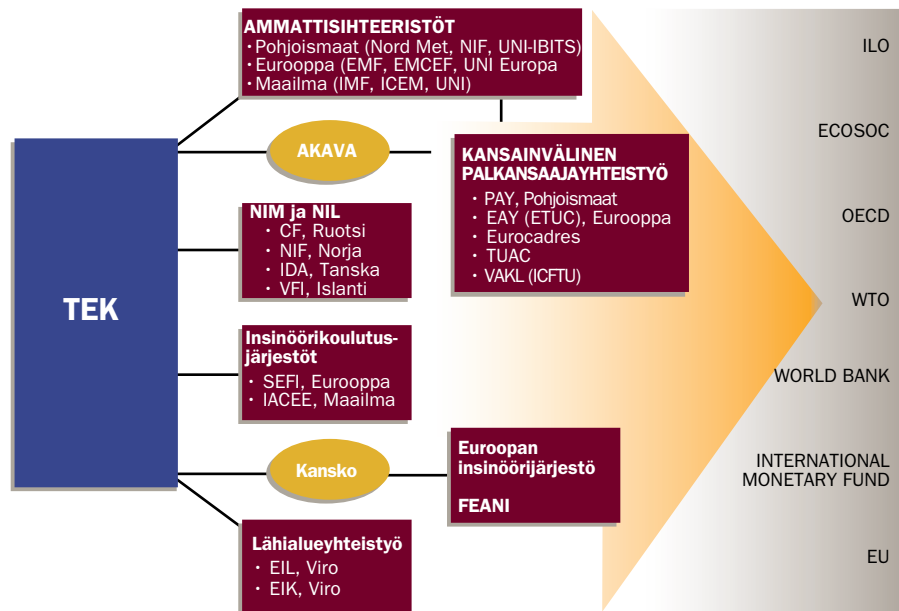 AMMATTISIHTEERISTÖT
· Pohjoismaat (Nord Met, NIF, UNI-IBITS)
· Eurooppa (EMF, EMCEF, UNI Europa
· Maailma (IMF, ICEM, UNI)
TEK
AKAVA
KANSAINVÄLINEN
PALKANSAAJAYHTEISTYÖ
· PAY, Pohjoismaat
· EAY (ETUC), Eurooppa
· Eurocadres
· TUAC
· VAKL (ICFTU)
NIM ja NIL
· CF, Ruotsi
· NIF, Norja
· IDA, Tanska
· VFI, Islanti
Insinöörikoulutus-
järjestöt
· SEFI, Eurooppa
· IACEE, Maailma
Kansko
Euroopan
insinöörijärjestö
FEANI
Lähialueyhteistyö
· EIL, Viro
· EIK, Viro
ILO
ECOSOC
OECD
WTO
WORLD BANK
INTERNATIONAL
MONETARY FUND
EU